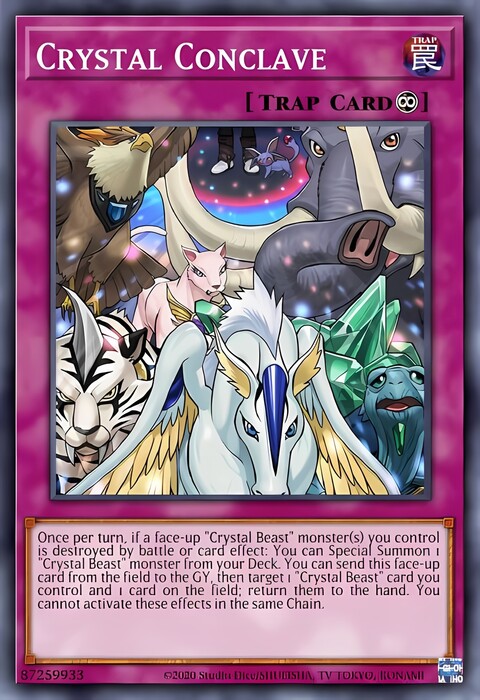 CRYSTAL CONCLAVE
TRAP
罠
[TRAP CARD♾]
Once per turn, if a face-up "Crystal Beast" monster(s) you control
is destroyed by battle or card effect: You can Special Summon 1
"Crystal Beast" monster from your Deck. You can send this face-up
card from the field to the GY, then target 1 "Crystal Beast" card you
control and 1 card on the field; return them to the hand. You
cannot activate these effects in the same Chain.
87259933
©2020 Studio Dice/SHUEISHA, TV TOKYO, KONAMI